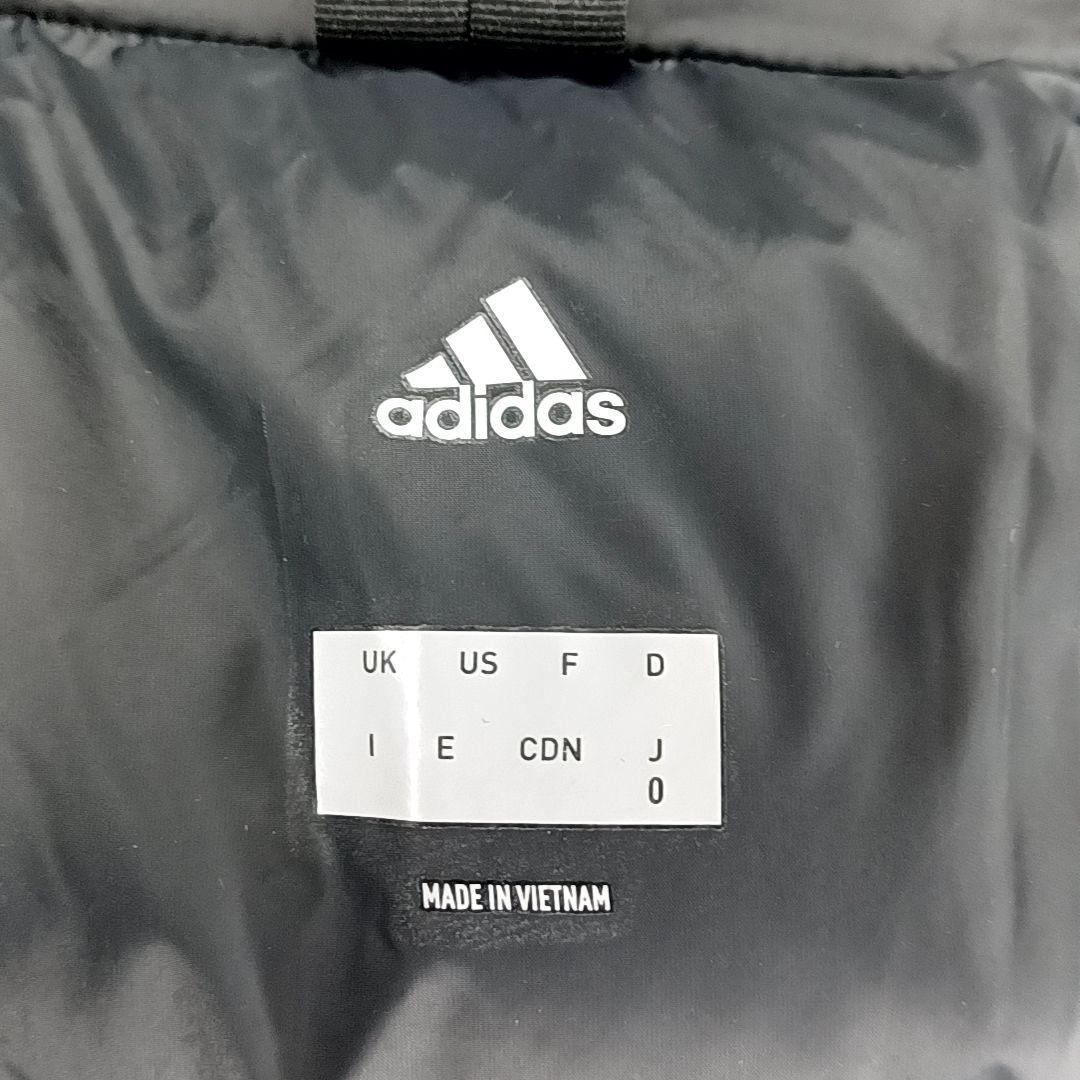 adidas
UK US F D
I E CDN J
O
MADE IN VIETNAM